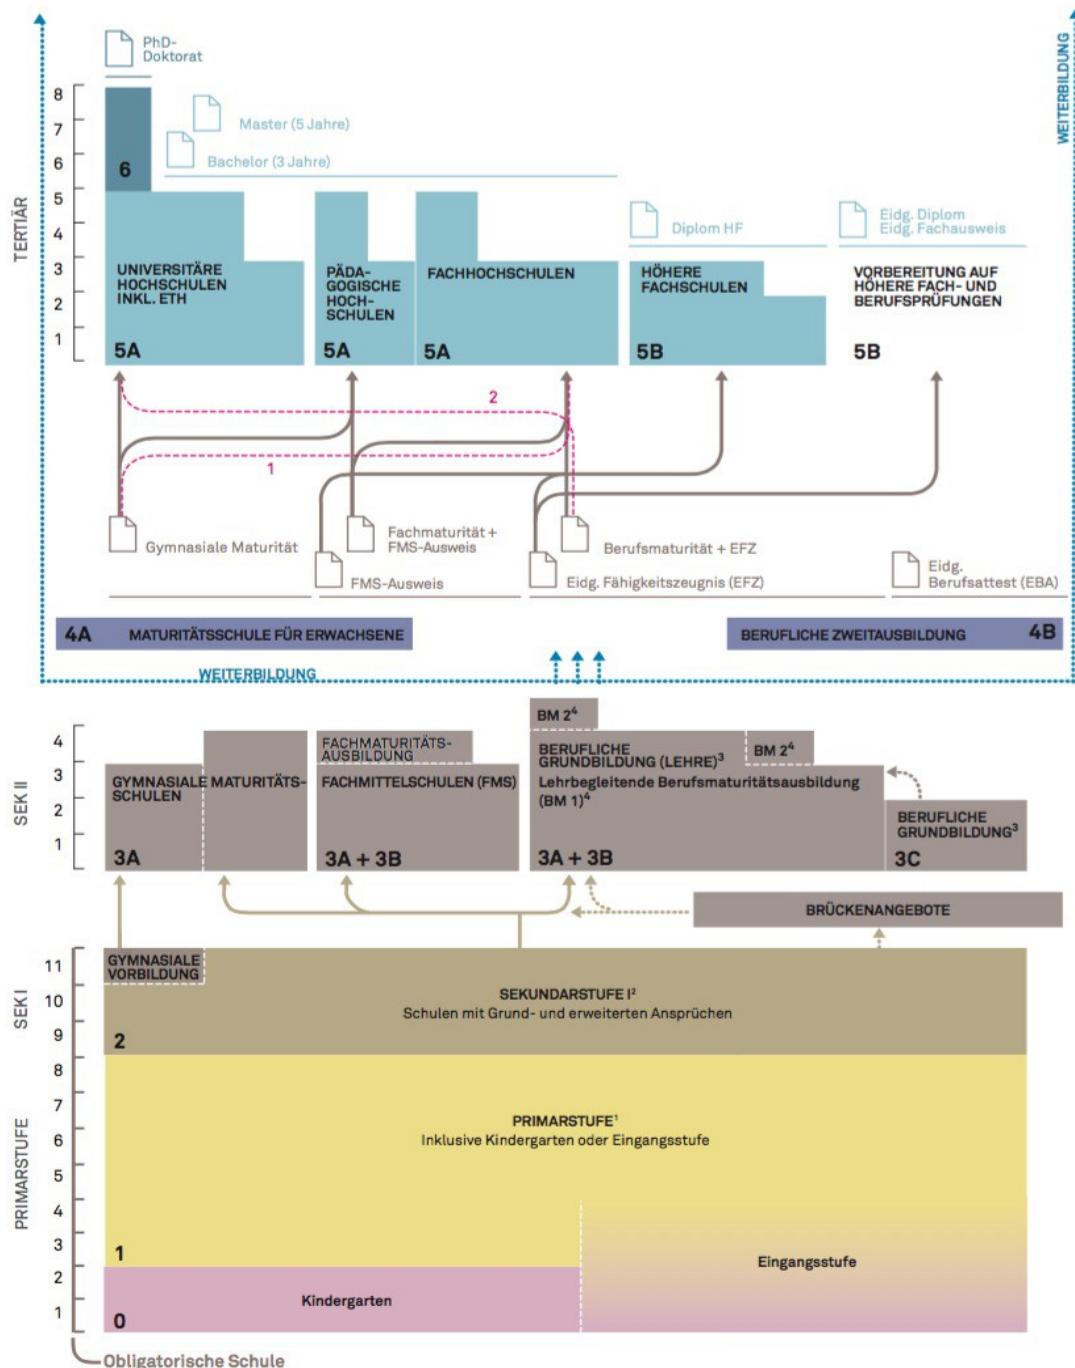 PhD-
Doktorat
WEITERBILDUNG
8
7
6
5
4
3
2
1
TERTIÄR
Master (5 Jahre)
Bachelor (3 Jahre)
6
Diplom HF
Eidg. Diplom
Eidg. Fachausweis
UNIVERSITÄRE
HOCHSCHULEN
INKL. ETH
5A
PÄDA-
GOGISCHE
HOCH-
SCHULEN
5A
FACHHOCHSCHULEN
5A
HÖHERE
FACHSCHULEN
5B
VORBEREITUNG AUF
HÖHERE FACH- UND
BERUFSPRÜFUNGEN
5B
2
1
Gymnasiale Maturität
Fachmaturität +
FMS-Ausweis
Berufsmaturität + EFZ
FMS-Ausweis
Eidg. Fähigkeitszeugnis (EFZ)
Eidg.
Berufsattest (EBA)
4A MATURITÄTSSCHULE FÜR ERWACHSENE
BERUFLICHE ZWEITAUSBILDUNG 4B
WEITERBILDUNG
4
3
2
1
SEK II
GYMNASIALE MATURITÄTS-
SCHULEN
3A
FACHMATURITÄTS-
AUSBILDUNG
FACHMITTELSCHULEN (FMS)
3A + 3B
BM 2⁴
BERUFLICHE
GRUNDBILDUNG (LEHRE)³
BM 2⁴
Lehrbegleitende Berufsmaturitätsausbildung
(BM 1)⁴
3A + 3B
BERUFLICHE
GRUNDBILDUNG³
3C
BRÜCKENANGEBOTE
11
10
9
SEK I
GYMNASIALE
VORBILDUNG
SEKUNDARSTUFE I²
Schulen mit Grund- und erweiterten Ansprüchen
2
8
7
6
5
4
3
2
1
PRIMARSTUFE
PRIMARSTUFE¹
Inklusive Kindergarten oder Eingangsstufe
1
Eingangsstufe
Kindergarten
0
Obligatorische Schule